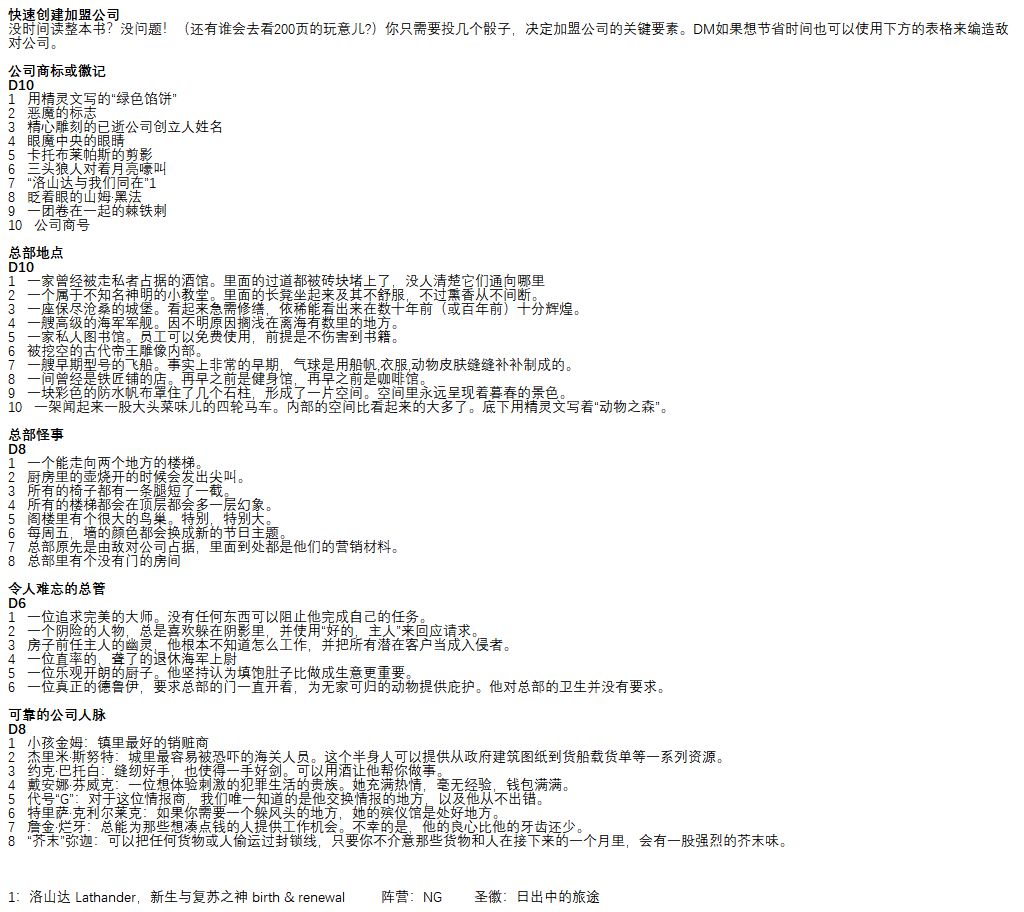 快速创建加盟公司
没时间读整本书？没问题！（还有谁会去看200页的玩意儿?）你只需要投几个骰子，决定加盟公司的关键要素。DM如果想节省时间也可以使用下方的表格来编造敌
对公司。
公司商标或徽记
D10
1 用精灵文写的“绿色馅饼”
2 恶魔的标志
3 精心雕刻的已逝公司创立人姓名
4 眼魔中央的眼睛
5 卡托布莱帕斯的剪影
6 三头狼人对着月亮嚎叫
7 “洛山达与我们同在”1
8 眨着眼的山姆·黑法
9 一团卷在一起的棘铁刺
10 公司商号
总部地点
D10
1 一家曾经被走私者占据的酒馆。里面的过道都被砖块堵上了，没人清楚它们通向哪里
2 一个属于不知名神明的小教堂。里面的长凳坐起来及其不舒服，不过熏香从不间断。
3 一座保尽沧桑的城堡。看起来急需修缮，依稀能看出来在数十年前（或百年前）十分辉煌。
4 一艘高级的海军军舰。因不明原因搁浅在离海有数里的地方。
5 一家私人图书馆。员工可以免费使用，前提是不伤害到书籍。
6 被挖空的古代帝王雕像内部。
7 一艘早期型号的飞船。事实上非常的早期，气球是用船帆,衣服,动物皮肤缝缝补补制成的。
8 一间曾经是铁匠铺的店。再早之前是健身馆，再早之前是咖啡馆。
9 一块彩色的防水帆布罩住了几个石柱，形成了一片空间。空间里永远呈现着暮春的景色。
10 一架闻起来一股大头菜味儿的四轮马车。内部的空间比看起来的大多了。底下用精灵文写着“动物之森”。
总部怪事
D8
1 一个能走向两个地方的楼梯。
2 厨房里的壶烧开的时候会发出尖叫。
3 所有的椅子都有一条腿短了一截。
4 所有的楼梯都会在顶层都会多一层幻象。
5 阁楼里有个很大的鸟巢。特别，特别大。
6 每周五，墙的颜色都会换成新的节日主题。
7 总部原先是由敌对公司占据，里面到处都是他们的营销材料。
8 总部里有个没有门的房间
令人难忘的总管
D6
1 一位追求完美的大师。没有任何东西可以阻止他完成自己的任务。
2 一个阴险的人物，总是喜欢躲在阴影里，并使用“好的，主人”来回应请求。
3 房子前任主人的幽灵，他根本不知道怎么工作，并把所有潜在客户当成入侵者。
4 一位直率的，聋了的退休海军上尉
5 一位乐观开朗的厨子。他坚持认为填饱肚子比做成生意更重要。
6 一位真正的德鲁伊，要求总部的门一直开着，为无家可归的动物提供庇护。他对总部的卫生并没有要求。
可靠的公司人脉
D8
1 小孩金姆：镇里最好的销赃商
2 杰里米·斯努特：城里最容易被恐吓的海关人员。这个半身人可以提供从政府建筑图纸到货船载货单等一系列资源。
3 约克·巴托白：缝纫好手，也使得一手好剑。可以用酒让他帮你做事。
4 戴安娜·芬威克：一位想体验刺激的犯罪生活的贵族。她充满热情，毫无经验，钱包满满。
5 代号“G”：对于这位情报商，我们唯一知道的是他交换情报的地方，以及他从不出错。
6 特里萨·克利尔莱克：如果你需要一个躲风头的地方，她的殡仪馆是处好地方。
7 詹金·烂牙：总能为那些想凑点钱的人提供工作机会。不幸的是，他的良心比他的牙齿还少。
8 “芥末”弥迦：可以把任何货物或人偷运过封锁线，只要你不介意那些货物和人在接下来的一个月里，会有一股强烈的芥末味。
1：洛山达 Lathander，新生与复苏之神 birth & renewal 阵营：NG 圣徽：日出中的旅途